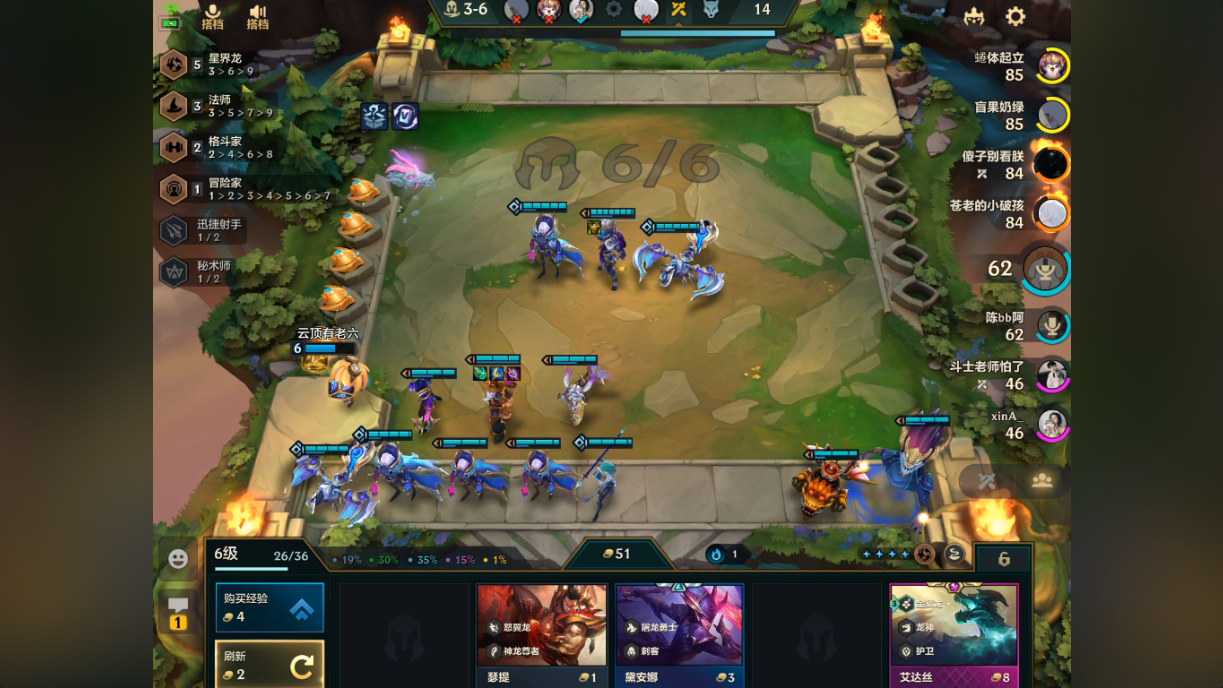 搭档
搭档
3-6
14
5 星界龙
3 > 6 > 9
3 法师
3 > 5 > 7 > 9
2 格斗家
2 > 4 > 6 > 8
1 冒险家
1 > 2 > 3 > 4 > 5 > 6 > 7
迅捷射手
1 / 2
秘术师
1 / 2
6/6
云顶有老六
6
蜷体起立
85
盲果奶绿
85
傻子别看朕
84
苍老的小破孩
84
62
陈bb阿
62
斗士老师怕了
46
xinA_
46
6级
26/36
19%
30%
35%
15%
1%
51
1
购买经验
4
刷新
2
1
怒翼龙
神龙尊者
瑟提
1
屠龙勇士
刺客
黛安娜
3
3
龙神
护卫
艾达丝
8